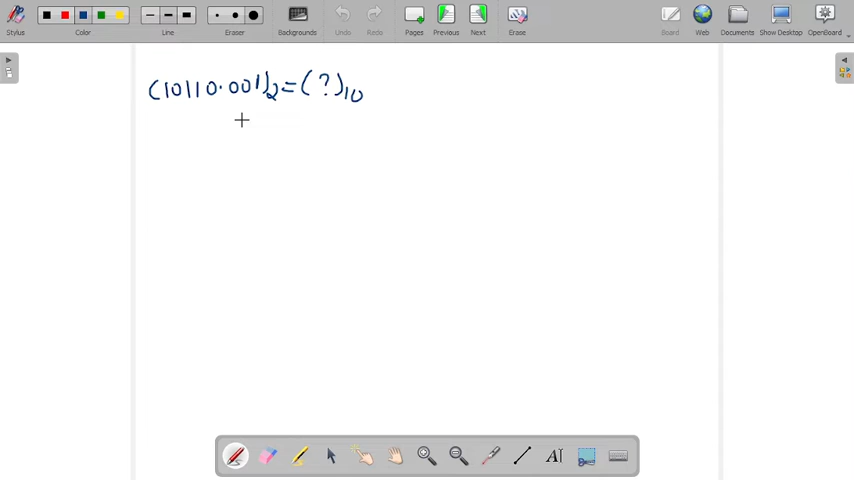 Stylus Color Line Eraser Backgrounds Undo Redo Pages Previous Next Erase Board Web Documents Show Desktop OpenBoard
(10110.001)2=(?)10